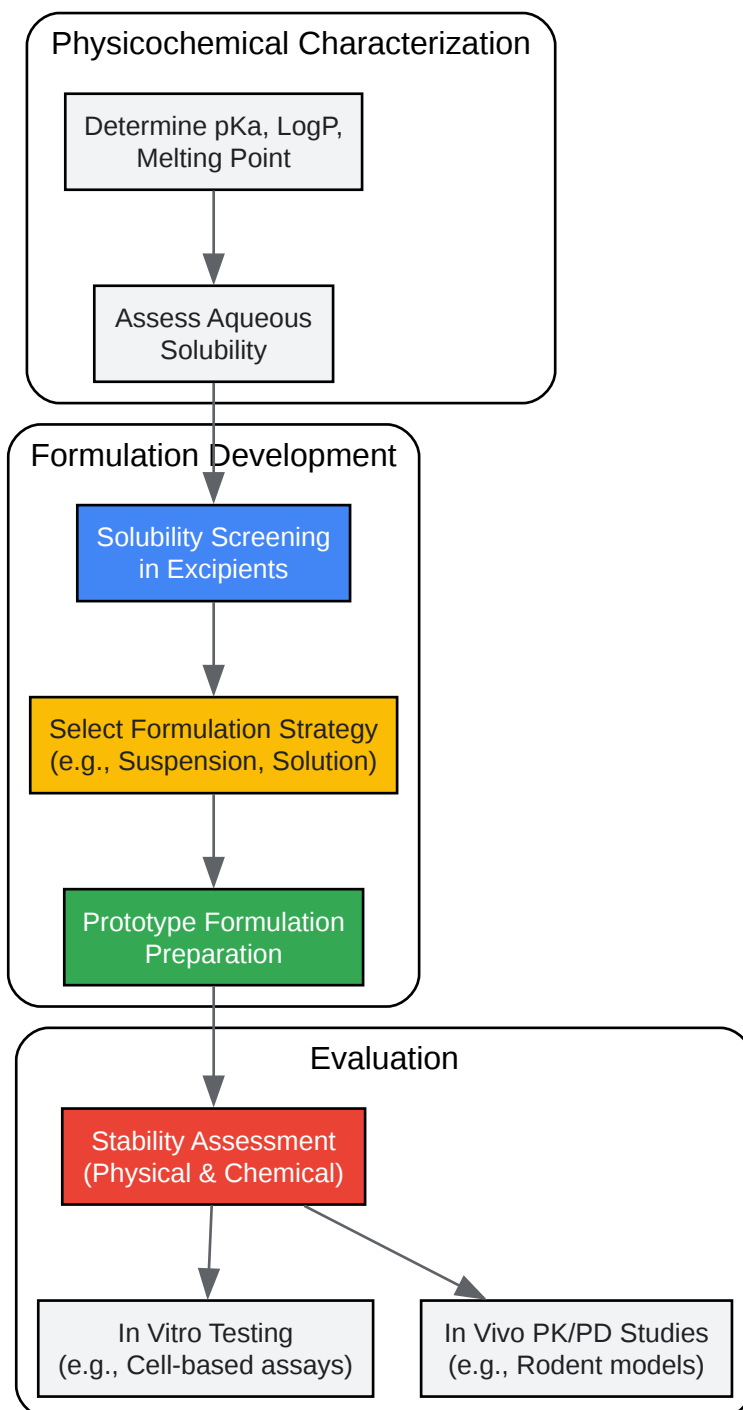 Physicochemical Characterization
Determine pKa, LogP,
Melting Point
Assess Aqueous
Solubility
Formulation Development
Solubility Screening
in Excipients
Select Formulation Strategy
(e.g., Suspension, Solution)
Prototype Formulation
Preparation
Evaluation
Stability Assessment
(Physical & Chemical)
In Vitro Testing
(e.g., Cell-based assays)
In Vivo PK/PD Studies
(e.g., Rodent models)